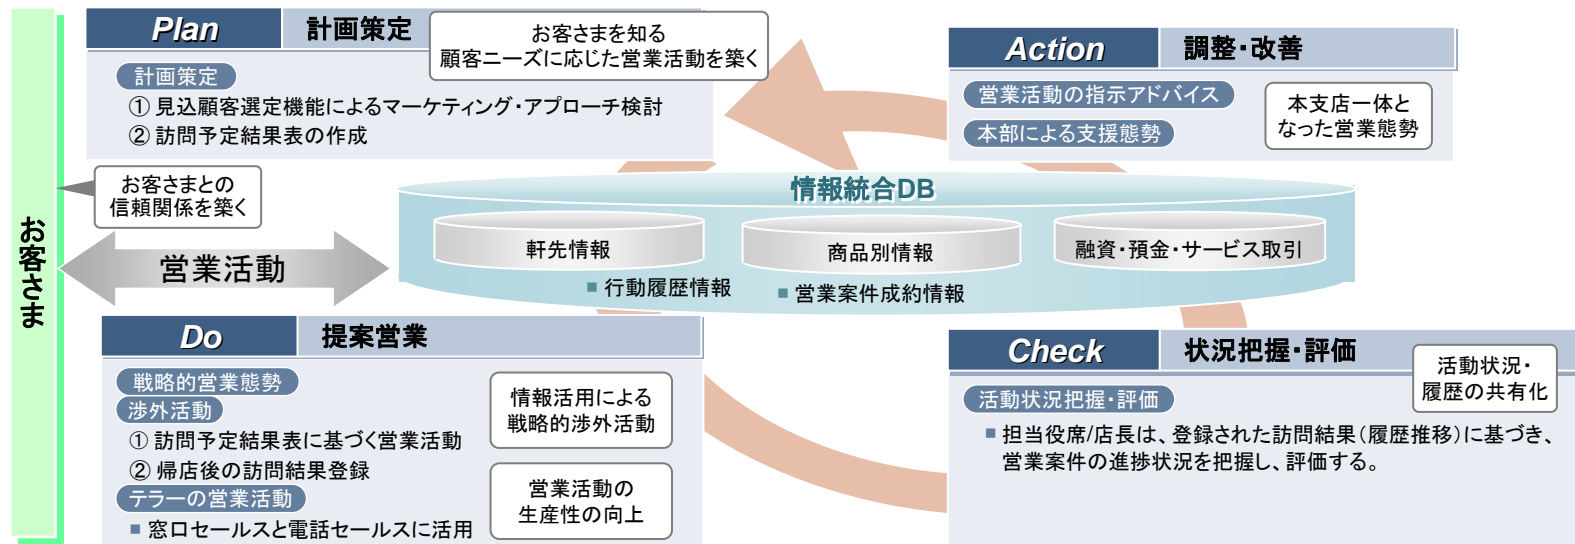 お客さま
Plan
計画策定
お客さまを知る
顧客ニーズに応じた営業活動を築く
計画策定
① 見込顧客選定機能によるマーケティング・アプローチ検討
② 訪問予定結果表の作成
Action
調整・改善
営業活動の指示アドバイス
本部による支援態勢
本支店一体と
なった営業態勢
お客さまとの
信頼関係を築く
営業活動
情報統合DB
軒先情報
商品別情報
融資・預金・サービス取引
■ 行動履歴情報
■ 営業案件成約情報
Do
提案営業
戦略的営業態勢
渉外活動
① 訪問予定結果表に基づく営業活動
② 帰店後の訪問結果登録
テラーの営業活動
■ 窓口セールスと電話セールスに活用
情報活用による
戦略的渉外活動
営業活動の
生産性の向上
Check
状況把握・評価
活動状況・
履歴の共有化
活動状況把握・評価
■ 担当役席/店長は、登録された訪問結果（履歴推移）に基づき、
営業案件の進捗状況を把握し、評価する。